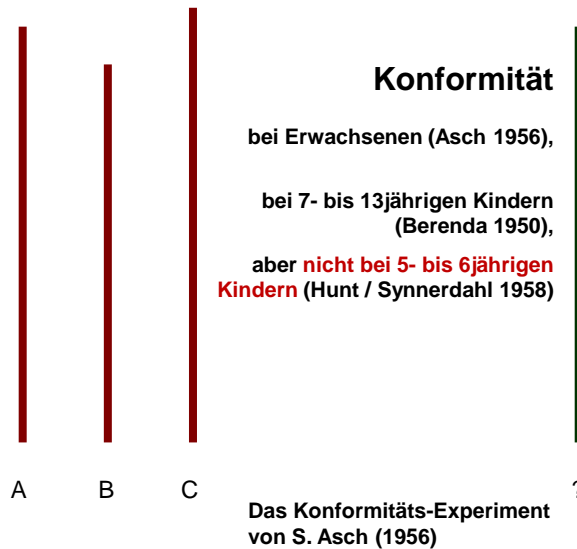 Konformität
bei Erwachsenen (Asch 1956),
bei 7- bis 13jährigen Kindern
(Berenda 1950),
aber nicht bei 5- bis 6jährigen
Kindern (Hunt / Synnerdahl 1958)
A B C ?
Das Konformitäts-Experiment
von S. Asch (1956)